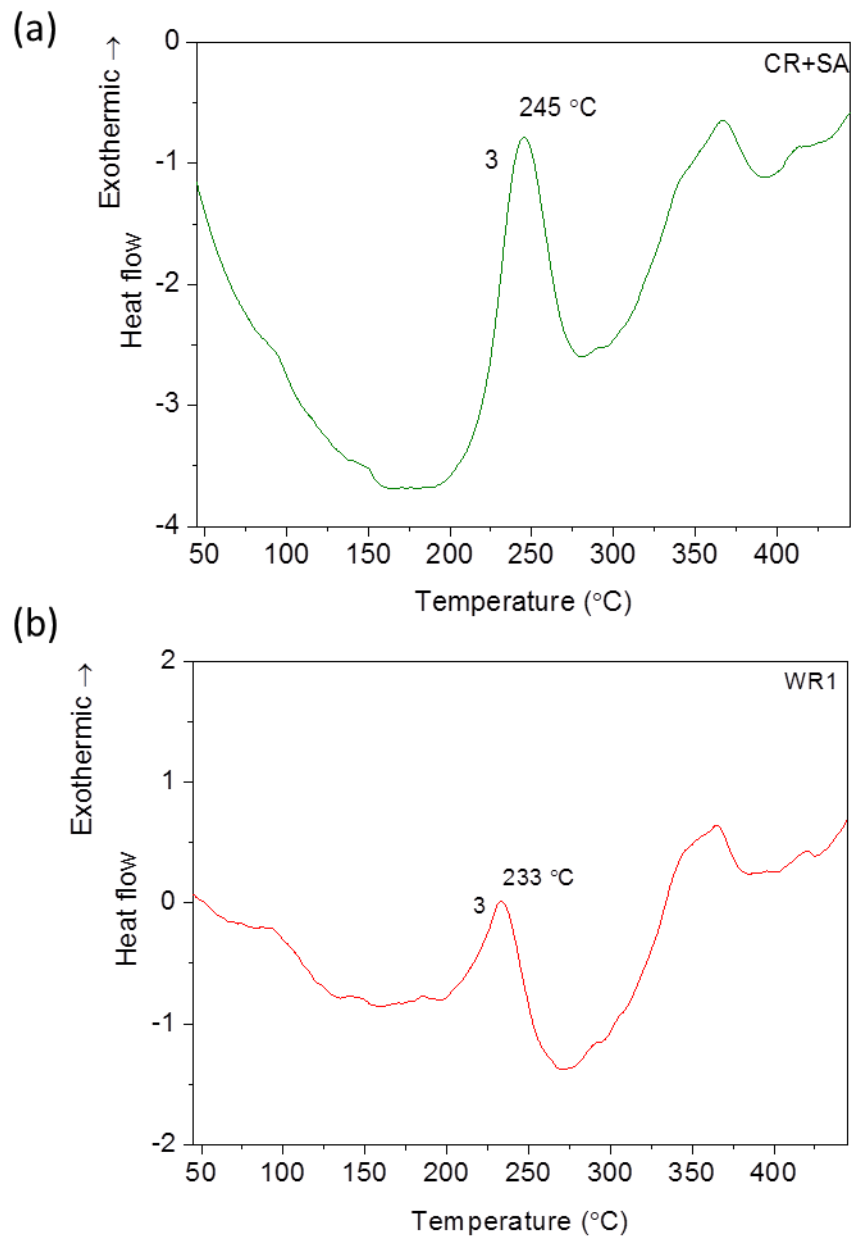 (a)
Exothermic →
Heat flow
0
-1
-2
-3
-4
CR+SA
245 °C
3
50 100 150 200 250 300 350 400
Temperature (°C)
(b)
Exothermic →
Heat flow
2
1
0
-1
-2
WR1
233 °C
3
50 100 150 200 250 300 350 400
Temperature (°C)